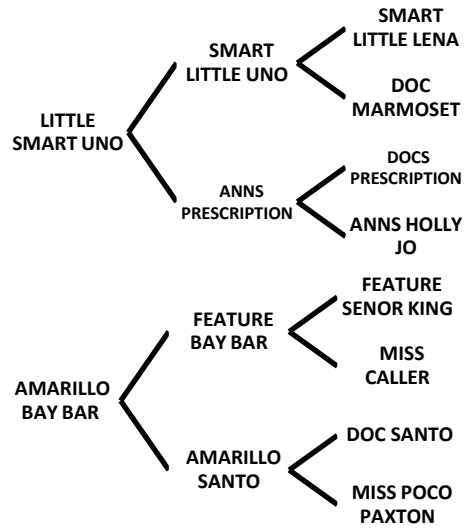 SMART
LITTLE LENA
SMART
LITTLE UNO
DOC
MARMOSET
LITTLE
SMART UNO
DOCS
PRESCRIPTION
ANNS
PRESCRIPTION
ANNS HOLLY
JO
FEATURE
SENOR KING
FEATURE
BAY BAR
MISS
CALLER
AMARILLO
BAY BAR
DOC SANTO
AMARILLO
SANTO
MISS POCO
PAXTON